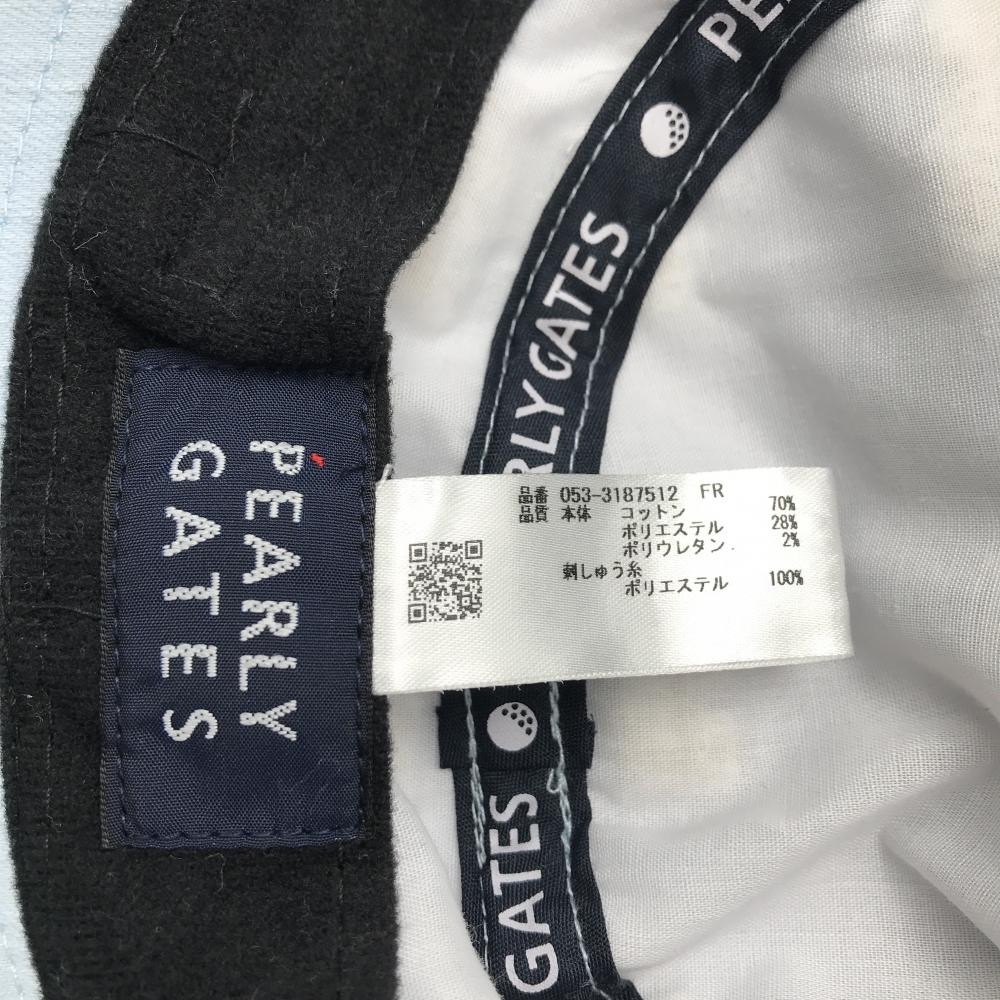 PEARLY
GATES
品番 053-3187512 FR
品質 本体 コットン 70%
ポリエステル 28%
ポリウレタン 2%
刺しゅう糸
ポリエステル 100%
PE
RLYGATES
GATES